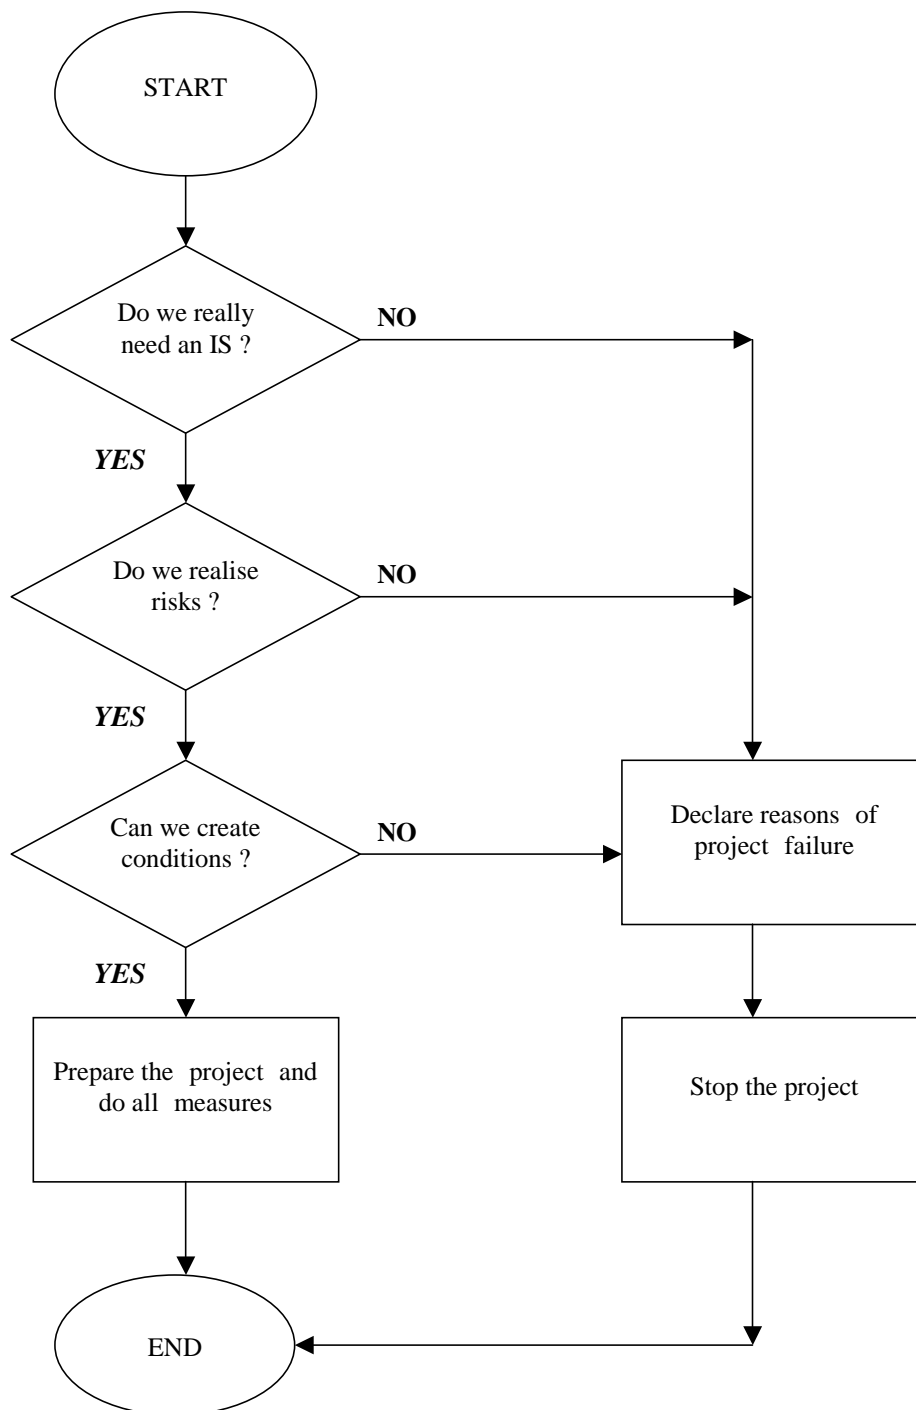 START
Do we really
need an IS ?
NO
YES
Do we realise
risks ?
NO
YES
Can we create
conditions ?
NO
Declare reasons of
project failure
YES
Prepare the project and
do all measures
Stop the project
END